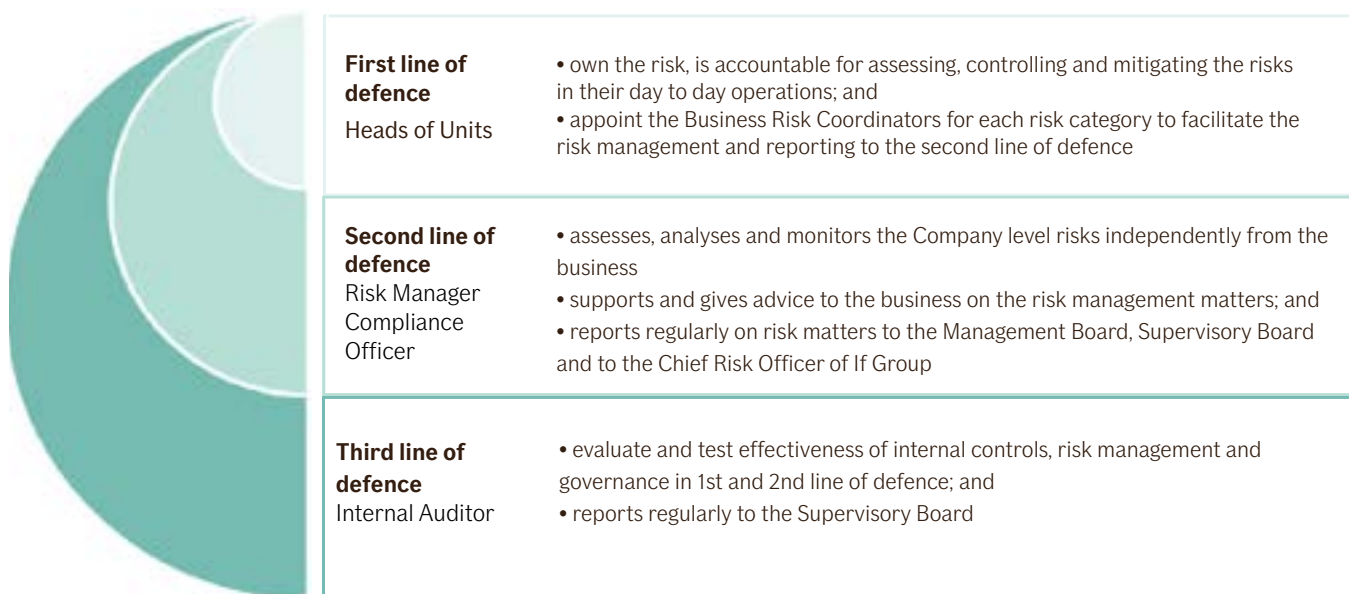 First line of
defence
Heads of Units
• own the risk, is accountable for assessing, controlling and mitigating the risks
in their day to day operations; and
• appoint the Business Risk Coordinators for each risk category to facilitate the
risk management and reporting to the second line of defence
Second line of
defence
Risk Manager
Compliance
Officer
• assesses, analyses and monitors the Company level risks independently from the
business
• supports and gives advice to the business on the risk management matters; and
• reports regularly on risk matters to the Management Board, Supervisory Board
and to the Chief Risk Officer of If Group
Third line of
defence
Internal Auditor
• evaluate and test effectiveness of internal controls, risk management and
governance in 1st and 2nd line of defence; and
• reports regularly to the Supervisory Board